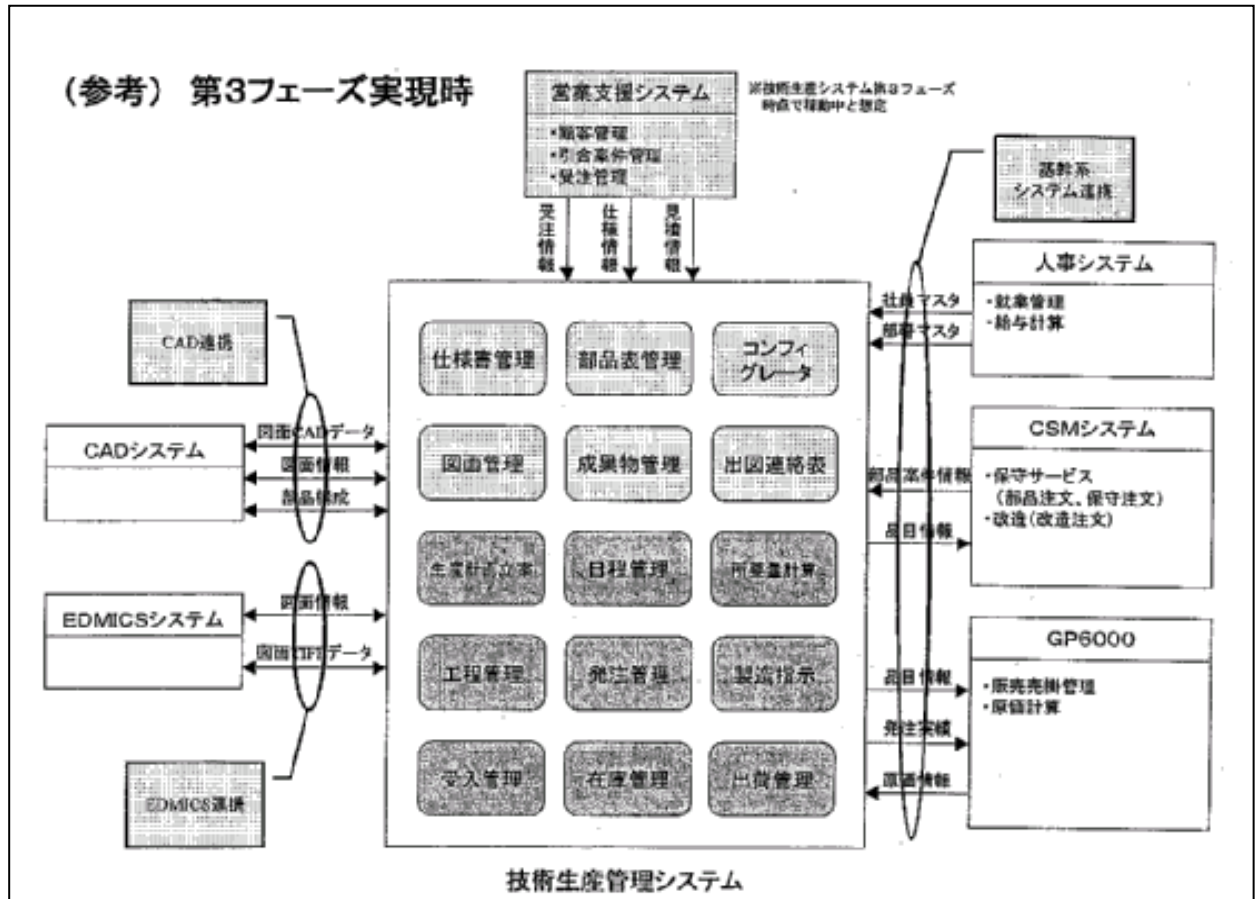 (参考) 第3フェーズ実現時
営業支援システム
・顧客管理
・引合案件管理
・受注管理
※技術生産システム第3フェーズ
時点で稼動中と想定
受注情報
仕様情報
見積情報
基幹系
システム連携
人事システム
・就業管理
・給与計算
社員マスタ
部門マスタ
CAD連携
CADシステム
図面CADデータ
図面情報
部品構成
仕様書管理
部品表管理
コンフィ
グレータ
図面管理
成果物管理
出図連絡表
生産計画立案
日程管理
所要量計算
工程管理
発注管理
製造指示
受入管理
在庫管理
出荷管理
CSMシステム
・保守サービス
(部品注文、保守注文)
・改造(改造注文)
部品案件情報
品目情報
EDMICSシステム
図面情報
図面TIFFデータ
EDMICS連携
GP6000
・販売売掛管理
・原価計算
品目情報
発注実績
原価情報
技術生産管理システム